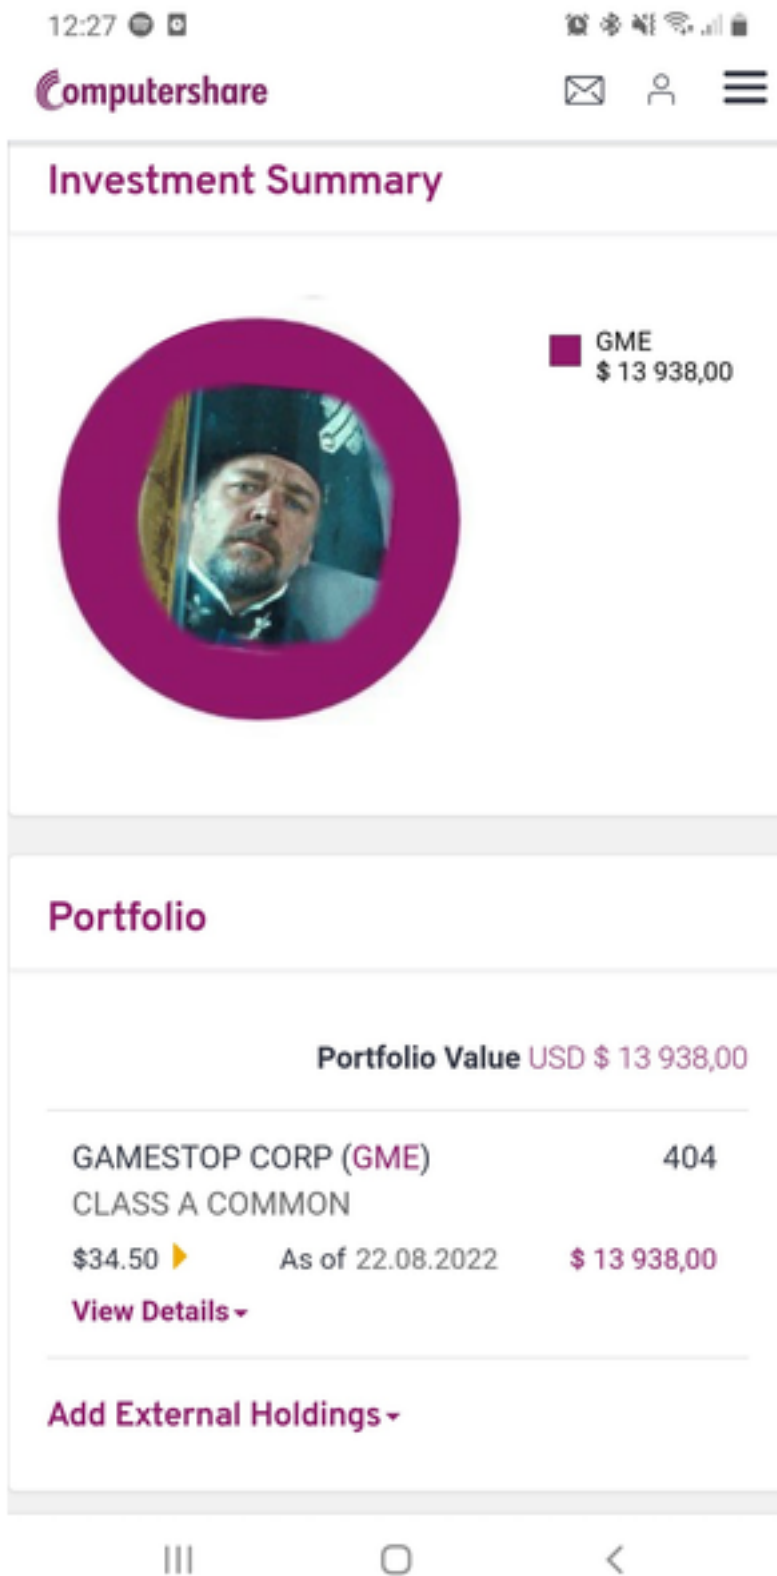 12:27
Computershare
Investment Summary
GME
$ 13 938,00
Portfolio
Portfolio Value USD $ 13 938,00
GAMESTOP CORP (GME) 404
CLASS A COMMON
$34.50 As of 22.08.2022 $ 13 938,00
View Details
Add External Holdings